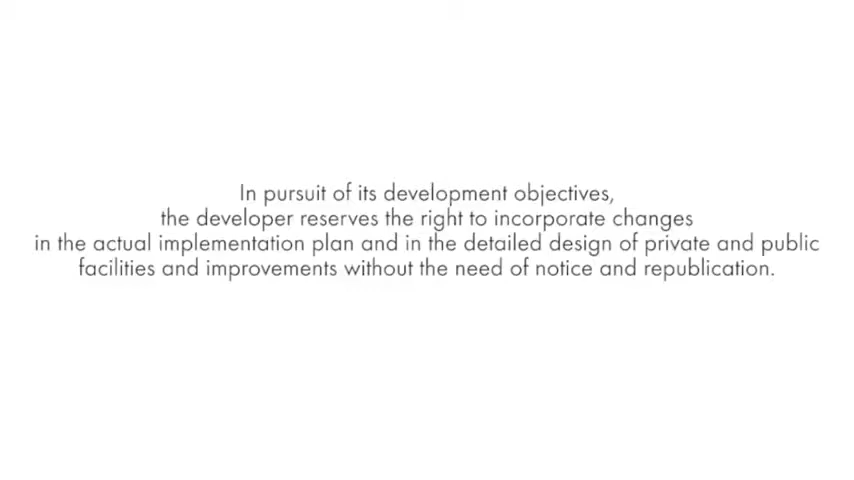 In pursuit of its development objectives,
the developer reserves the right to incorporate changes
in the actual implementation plan and in the detailed design of private and public
facilities and improvements without the need of notice and republication.